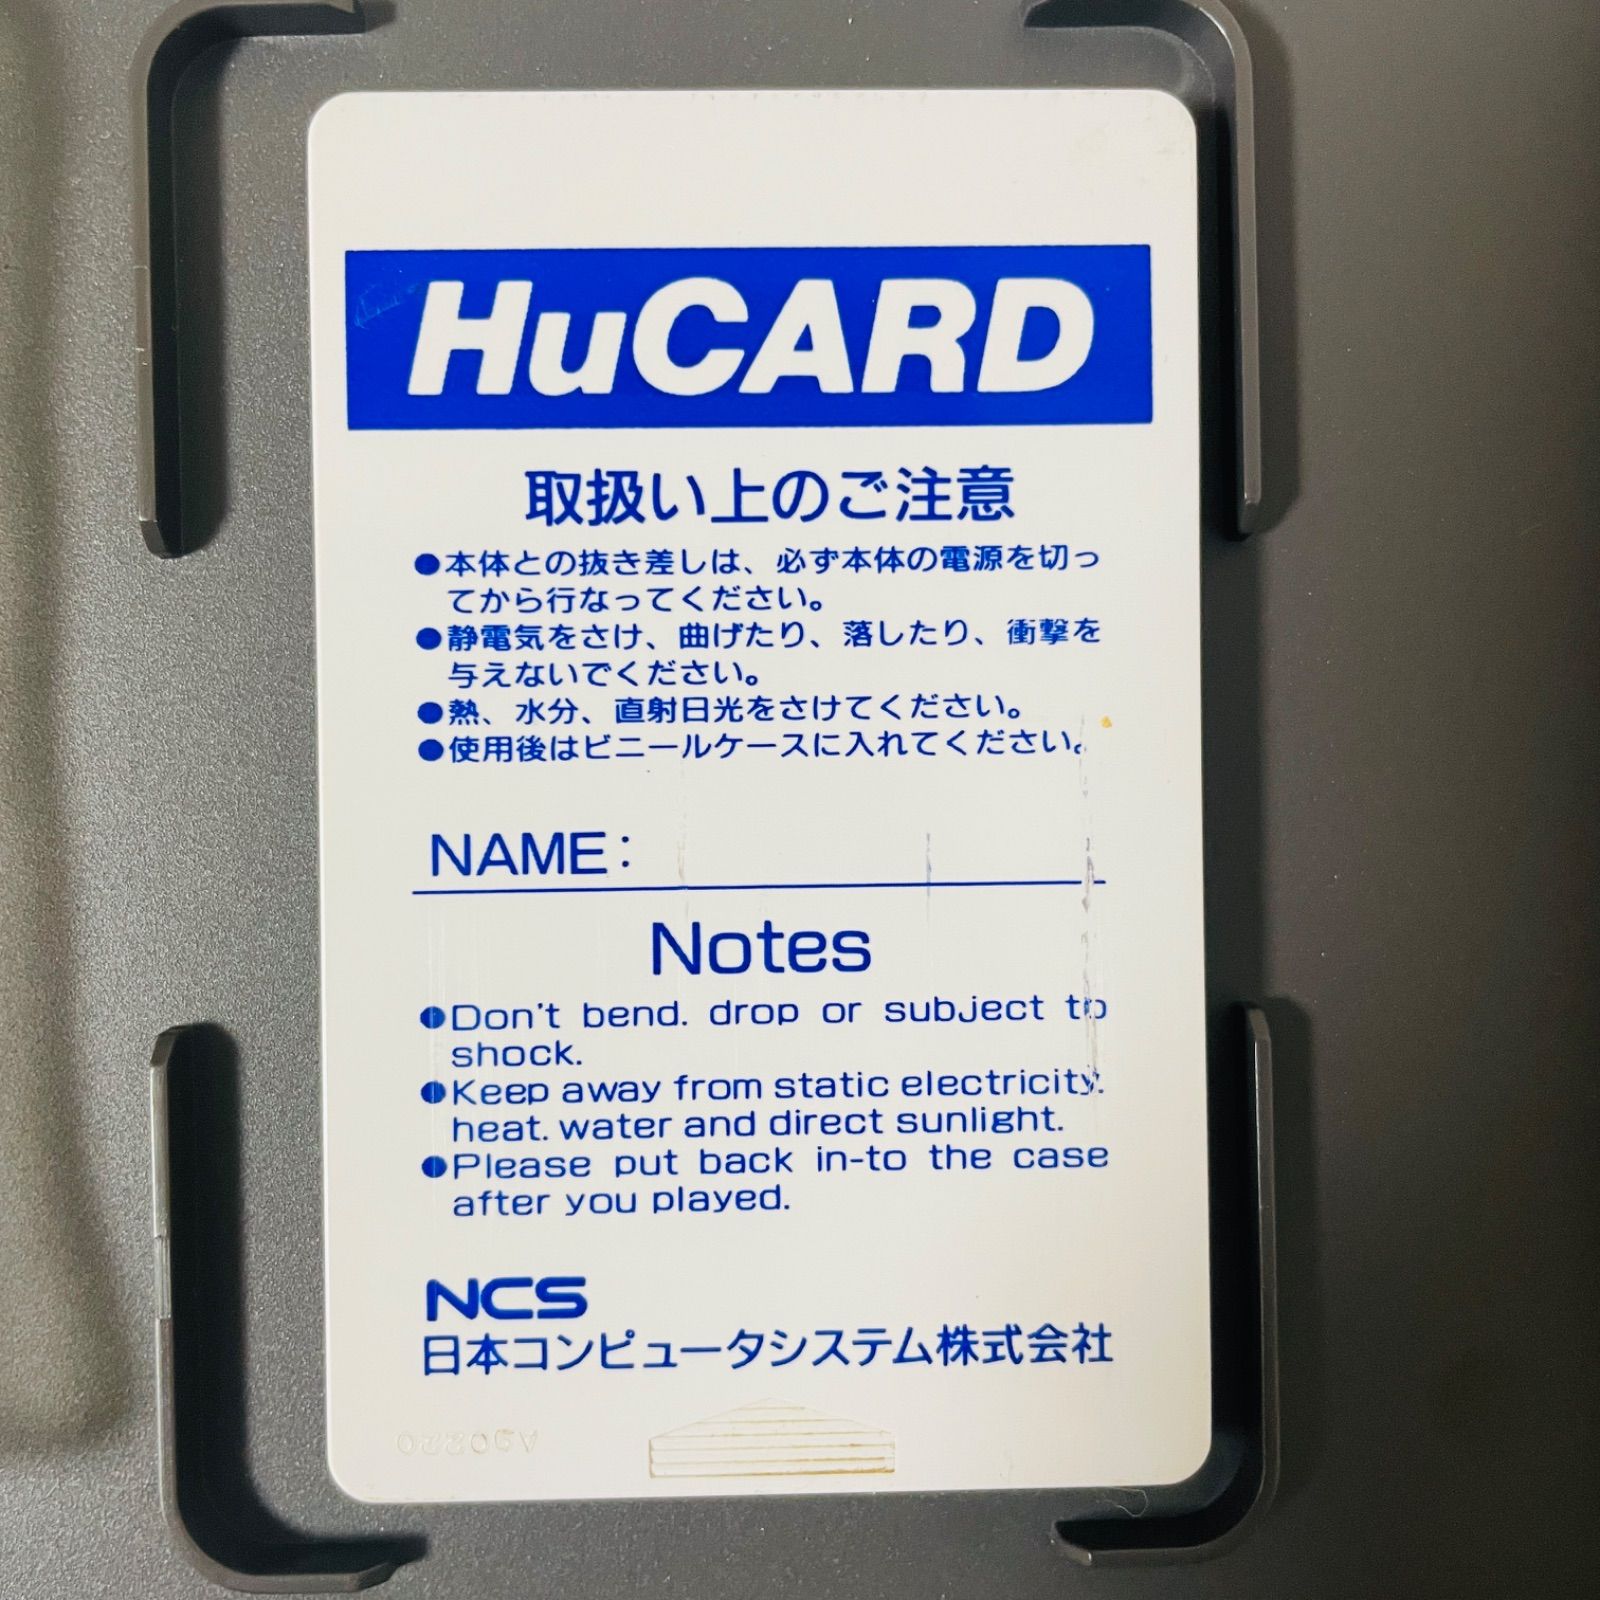 HuCARD
取扱い上のご注意
●本体との抜き差しは、必ず本体の電源を切っ
てから行なってください。
●静電気をさけ、曲げたり、落したり、衝撃を
与えないでください。
●熱、水分、直射日光をさけてください。
●使用後はビニールケースに入れてください。
NAME:
Notes
●Don't bend. drop or subject to
shock.
●Keep away from static electricity.
heat. water and direct sunlight.
●Please put back in-to the case
after you played.
NCS
日本コンピュータシステム株式会社